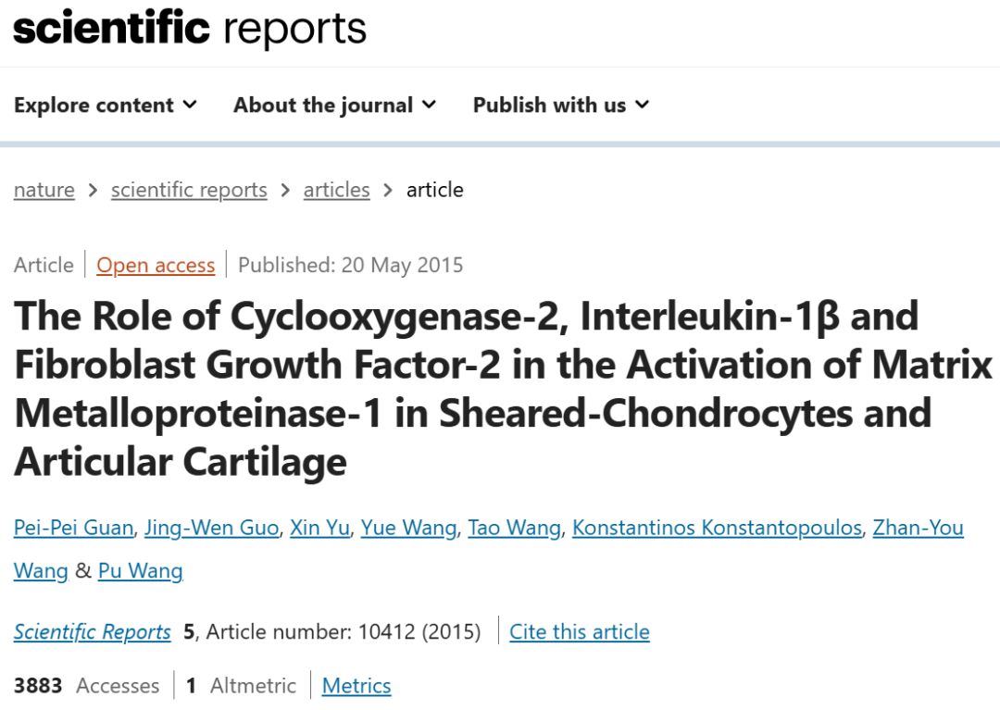 scientific reports
Explore content About the journal Publish with us
nature > scientific reports > articles > article
Article Open access Published: 20 May 2015
The Role of Cyclooxygenase-2, Interleukin-1β and
Fibroblast Growth Factor-2 in the Activation of Matrix
Metalloproteinase-1 in Sheared-Chondrocytes and
Articular Cartilage
Pei-Pei Guan, Jing-Wen Guo, Xin Yu, Yue Wang, Tao Wang, Konstantinos Konstantopoulos, Zhan-You
Wang & Pu Wang
Scientific Reports 5, Article number: 10412 (2015) Cite this article
3883 Accesses 1 Altmetric Metrics